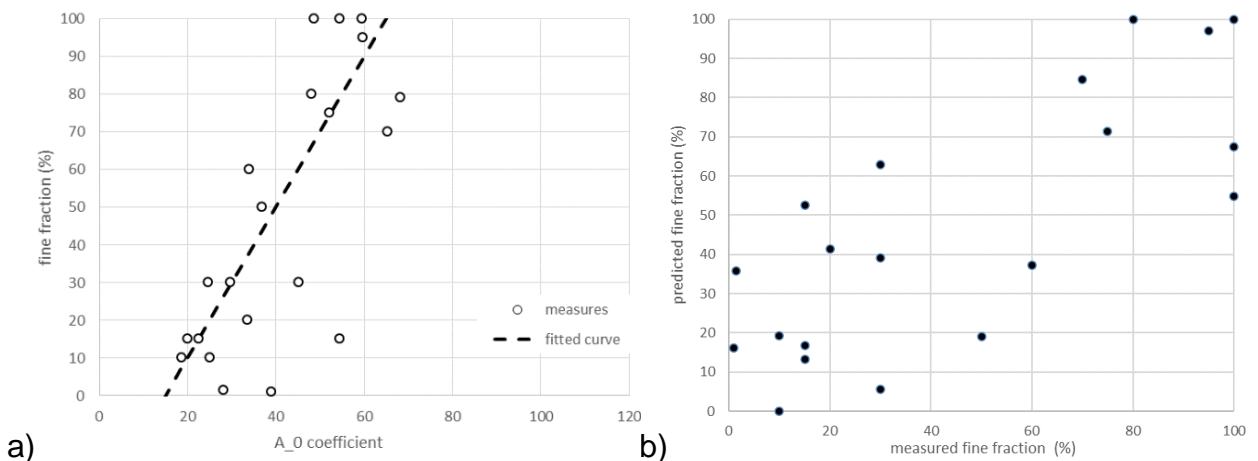 a)
fine fraction (%)
100
90
80
70
60
50
40
30
20
10
0
0 20 40 60 80 100 120
A_0 coefficient
measures
fitted curve
b)
predicted fine fraction (%)
100
90
80
70
60
50
40
30
20
10
0
0 20 40 60 80 100
measured fine fraction (%)